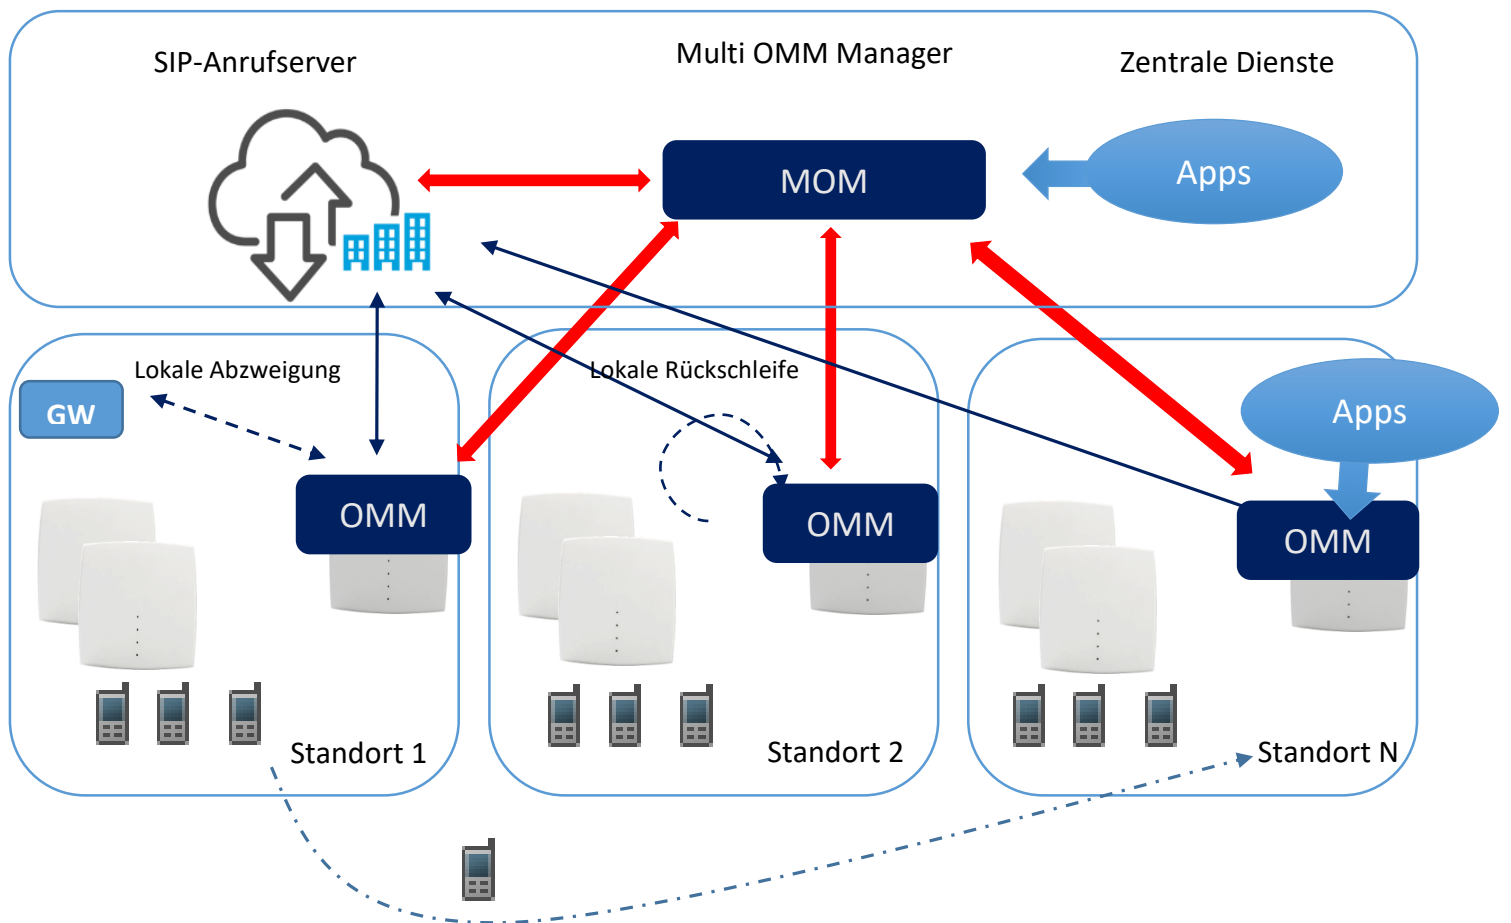 SIP-Anrufserver
Multi OMM Manager
Zentrale Dienste
MOM
Apps
Lokale Abzweigung
Lokale Rückschleife
GW
Apps
OMM
OMM
OMM
Standort 1
Standort 2
Standort N